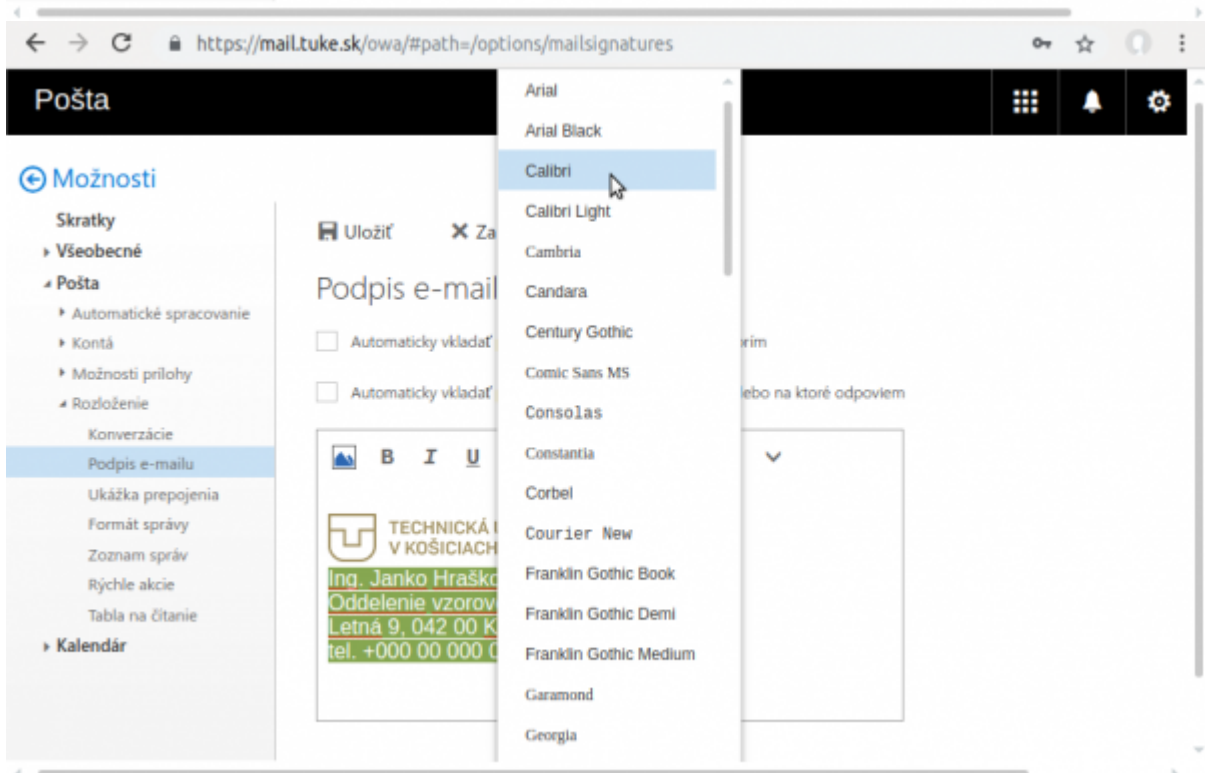 https://mail.tuke.sk/owa/#path=/options/mailsignatures
Pošta
Možnosti
Skratky
Všeobecné
Pošta
Automatické spracovanie
Kontá
Možnosti prílohy
Rozloženie
Konverzácie
Podpis e-mailu
Ukážka prepojenia
Formát správy
Zoznam správ
Rýchle akcie
Tabla na čítanie
Kalendár
Uložiť Za
Podpis e-mail
Automaticky vkladať
Automaticky vkladať lebo na ktoré odpoviem
B I U
TECHNICKÁ
V KOŠICIACH
Ing. Janko Hraško
Oddelenie vzorov
Letná 9, 042 00 K
tel. +000 00 000
Arial
Arial Black
Calibri
Calibri Light
Cambria
Candara
Century Gothic
Comic Sans MS
Consolas
Constantia
Corbel
Courier New
Franklin Gothic Book
Franklin Gothic Demi
Franklin Gothic Medium
Garamond
Georgia